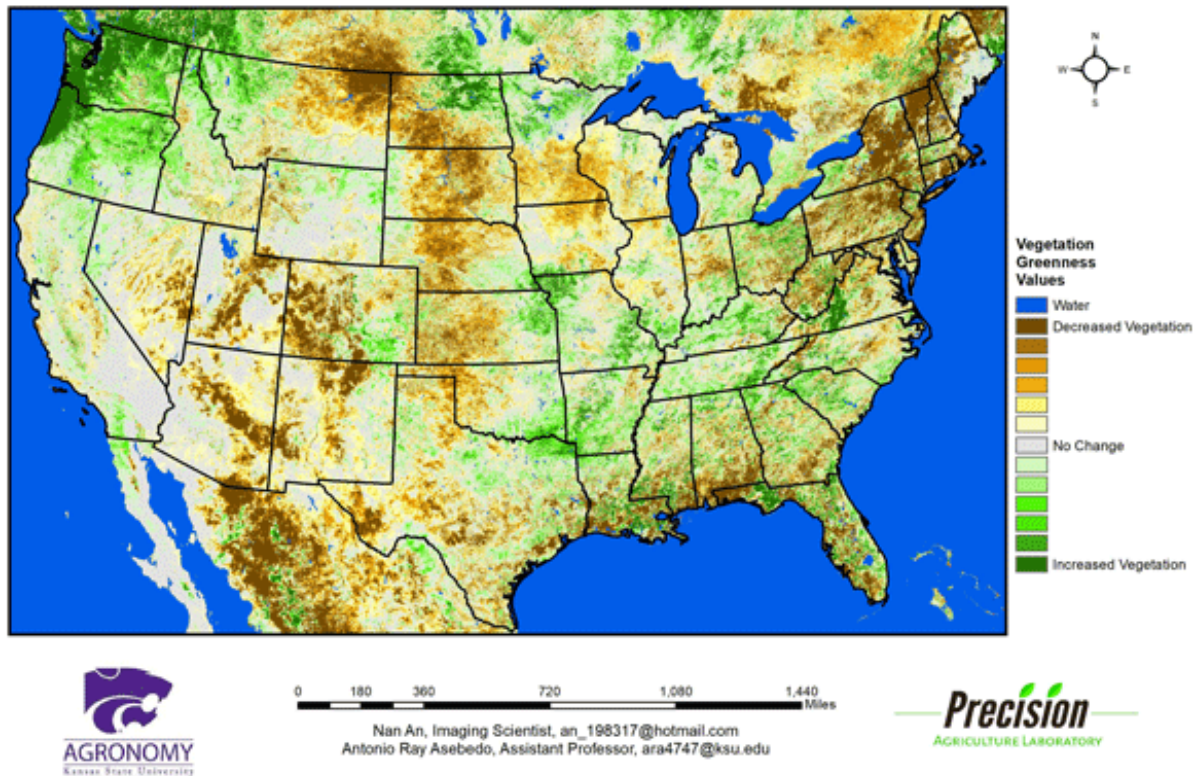 N
W E
S
Vegetation
Greenness
Values
Water
Decreased Vegetation
No Change
Increased Vegetation
0 180 360 720 1,080 1,440
Miles
Nan An, Imaging Scientist, an_198317@hotmail.com
Antonio Ray Asebedo, Assistant Professor, ara4747@ksu.edu
AGRONOMY
Kansas State University
Precision
AGRICULTURE LABORATORY